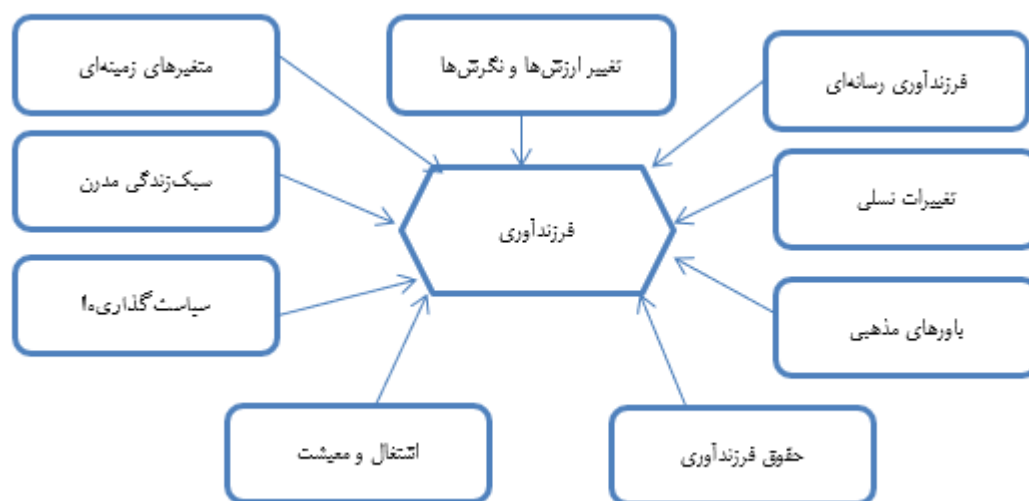 تغییر ارزش‌ها و نگرش‌ها
متغیرهای زمینه‌ای
فرزندآوری رسانه‌ای
سبک‌زندگی مدرن
تغییرات نسلی
فرزندآوری
سیاست‌گذاری‌ها
باورهای مذهبی
اشتغال و معیشت
حقوق فرزندآوری